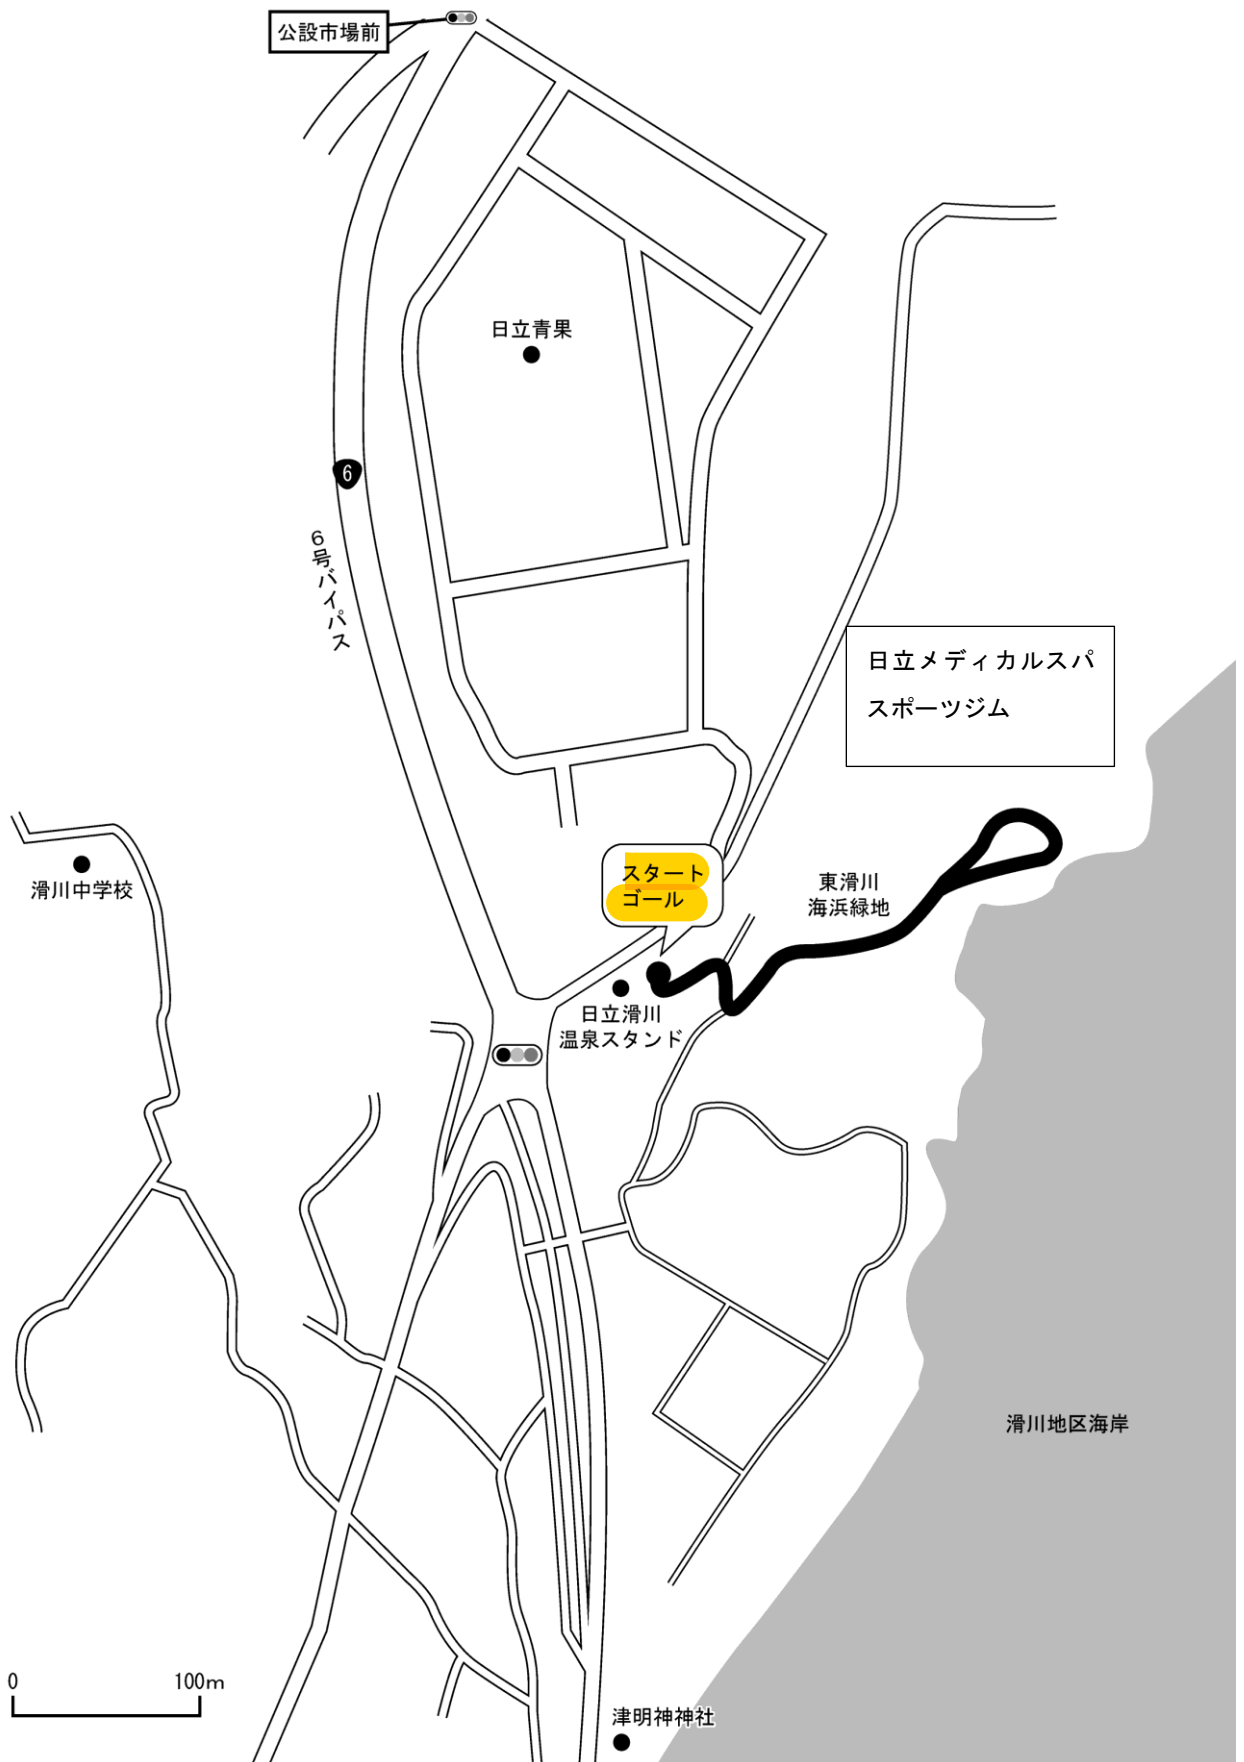 公設市場前
日立青果
6
6号バイパス
日立メディカルスパ
スポーツジム
滑川中学校
スタート
ゴール
東滑川
海浜緑地
日立滑川
温泉スタンド
滑川地区海岸
0 100m
津明神神社